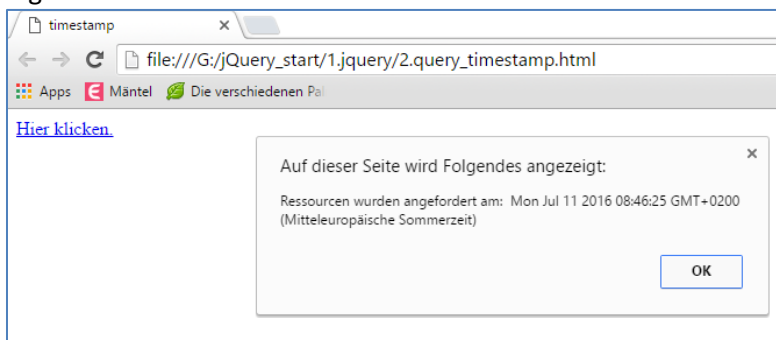 timestamp
file:///G:/jQuery_start/1.jquery/2.query_timestamp.html
Apps Mäntel Die verschiedenen Pal
Hier klicken.
Auf dieser Seite wird Folgendes angezeigt:
Ressourcen wurden angefordert am: Mon Jul 11 2016 08:46:25 GMT+0200
(Mitteleuropäische Sommerzeit)
OK